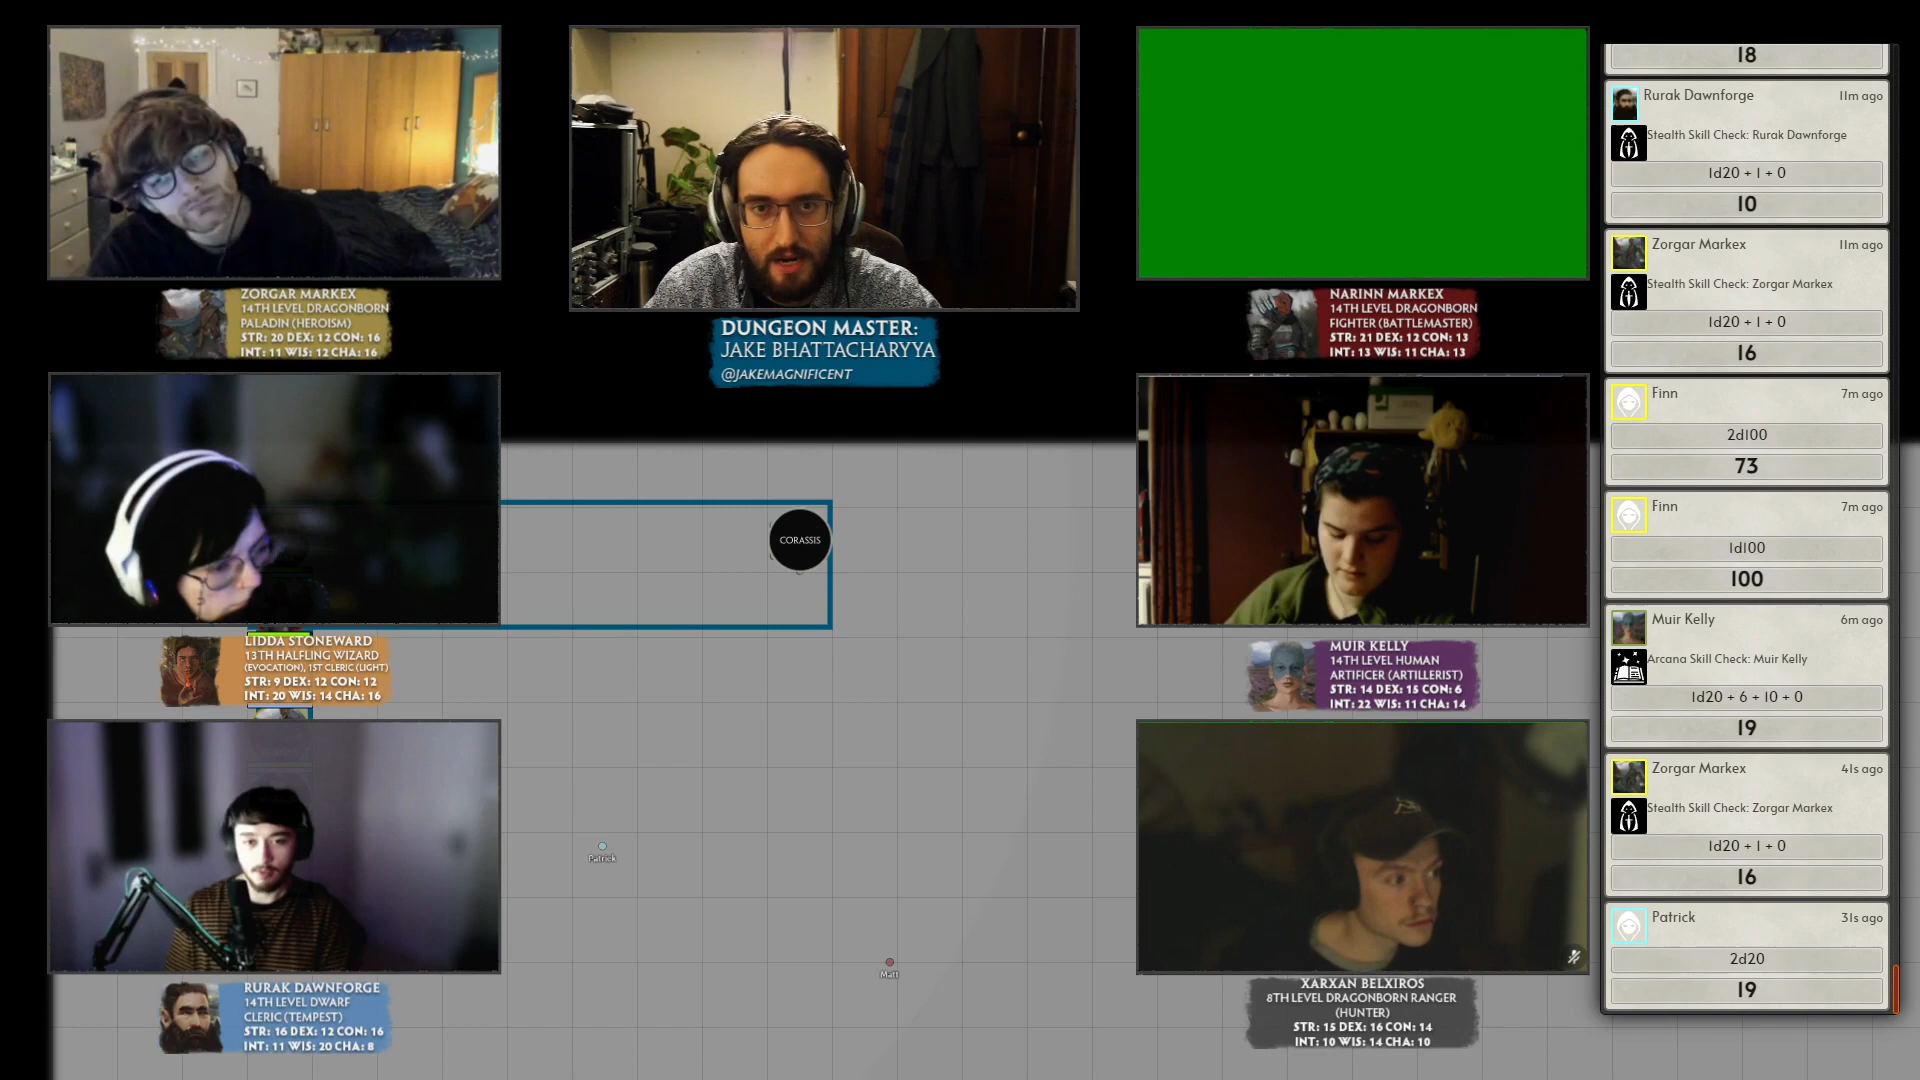 ZORGAR MARKEX
14TH LEVEL DRAGONBORN
PALADIN (HEROISM)
STR: 20 DEX: 12 CON: 16
INT: 11 WIS: 12 CHA: 16
DUNGEON MASTER:
JAKE BHATTACHARYYA
@JAKEMAGNIFICENT
NARINN MARKEX
14TH LEVEL DRAGONBORN
FIGHTER (BATTLEMASTER)
STR: 21 DEX: 12 CON: 13
INT: 13 WIS: 11 CHA: 13
CORASSIS
LIDDA STONEWARD
13TH HALFLING WIZARD
(EVOCATION), 1ST CLERIC (LIGHT)
STR: 9 DEX: 12 CON: 12
INT: 20 WIS: 14 CHA: 16
MUIR KELLY
14TH LEVEL HUMAN
ARTIFICER (ARTILLERIST)
STR: 14 DEX: 15 CON: 6
INT: 22 WIS: 11 CHA: 14
Patrick
Matt
RURAK DAWNFORGE
14TH LEVEL DWARF
CLERIC (TEMPEST)
STR: 16 DEX: 12 CON: 16
INT: 11 WIS: 20 CHA: 8
XARXAN BELXIROS
8TH LEVEL DRAGONBORN RANGER
(HUNTER)
STR: 15 DEX: 16 CON: 14
INT: 10 WIS: 14 CHA: 10
18
Rurak Dawnforge 11m ago
Stealth Skill Check: Rurak Dawnforge
1d20 + 1 + 0
10
Zorgar Markex 11m ago
Stealth Skill Check: Zorgar Markex
1d20 + 1 + 0
16
Finn 7m ago
2d100
73
Finn 7m ago
1d100
100
Muir Kelly 6m ago
Arcana Skill Check: Muir Kelly
1d20 + 6 + 10 + 0
19
Zorgar Markex 41s ago
Stealth Skill Check: Zorgar Markex
1d20 + 1 + 0
16
Patrick 31s ago
2d20
19